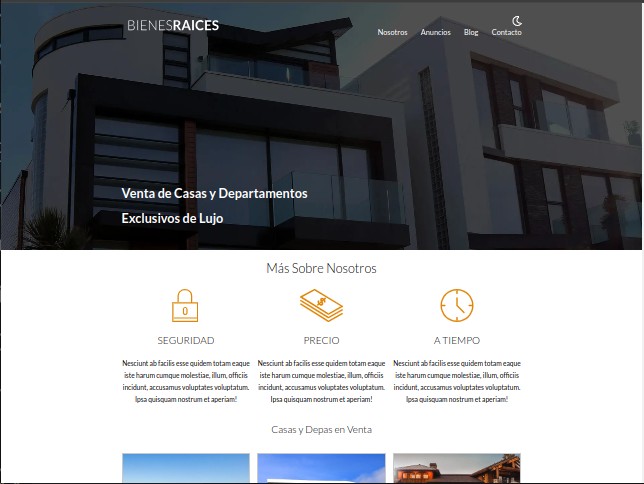 BIENESRAICES
Nosotros Anuncios Blog Contacto
Venta de Casas y Departamentos
Exclusivos de Lujo
Más Sobre Nosotros
SEGURIDAD
Nesciunt ab facilis esse quidem totam eaque
iste harum cumque molestiae, illum, officiis
incidunt, accusamus voluptates voluptatum.
Ipsa quisquam nostrum et aperiam!
PRECIO
Nesciunt ab facilis esse quidem totam eaque
iste harum cumque molestiae, illum, officiis
incidunt, accusamus voluptates voluptatum.
Ipsa quisquam nostrum et aperiam!
A TIEMPO
Nesciunt ab facilis esse quidem totam eaque
iste harum cumque molestiae, illum, officiis
incidunt, accusamus voluptates voluptatum.
Ipsa quisquam nostrum et aperiam!
Casas y Depas en Venta